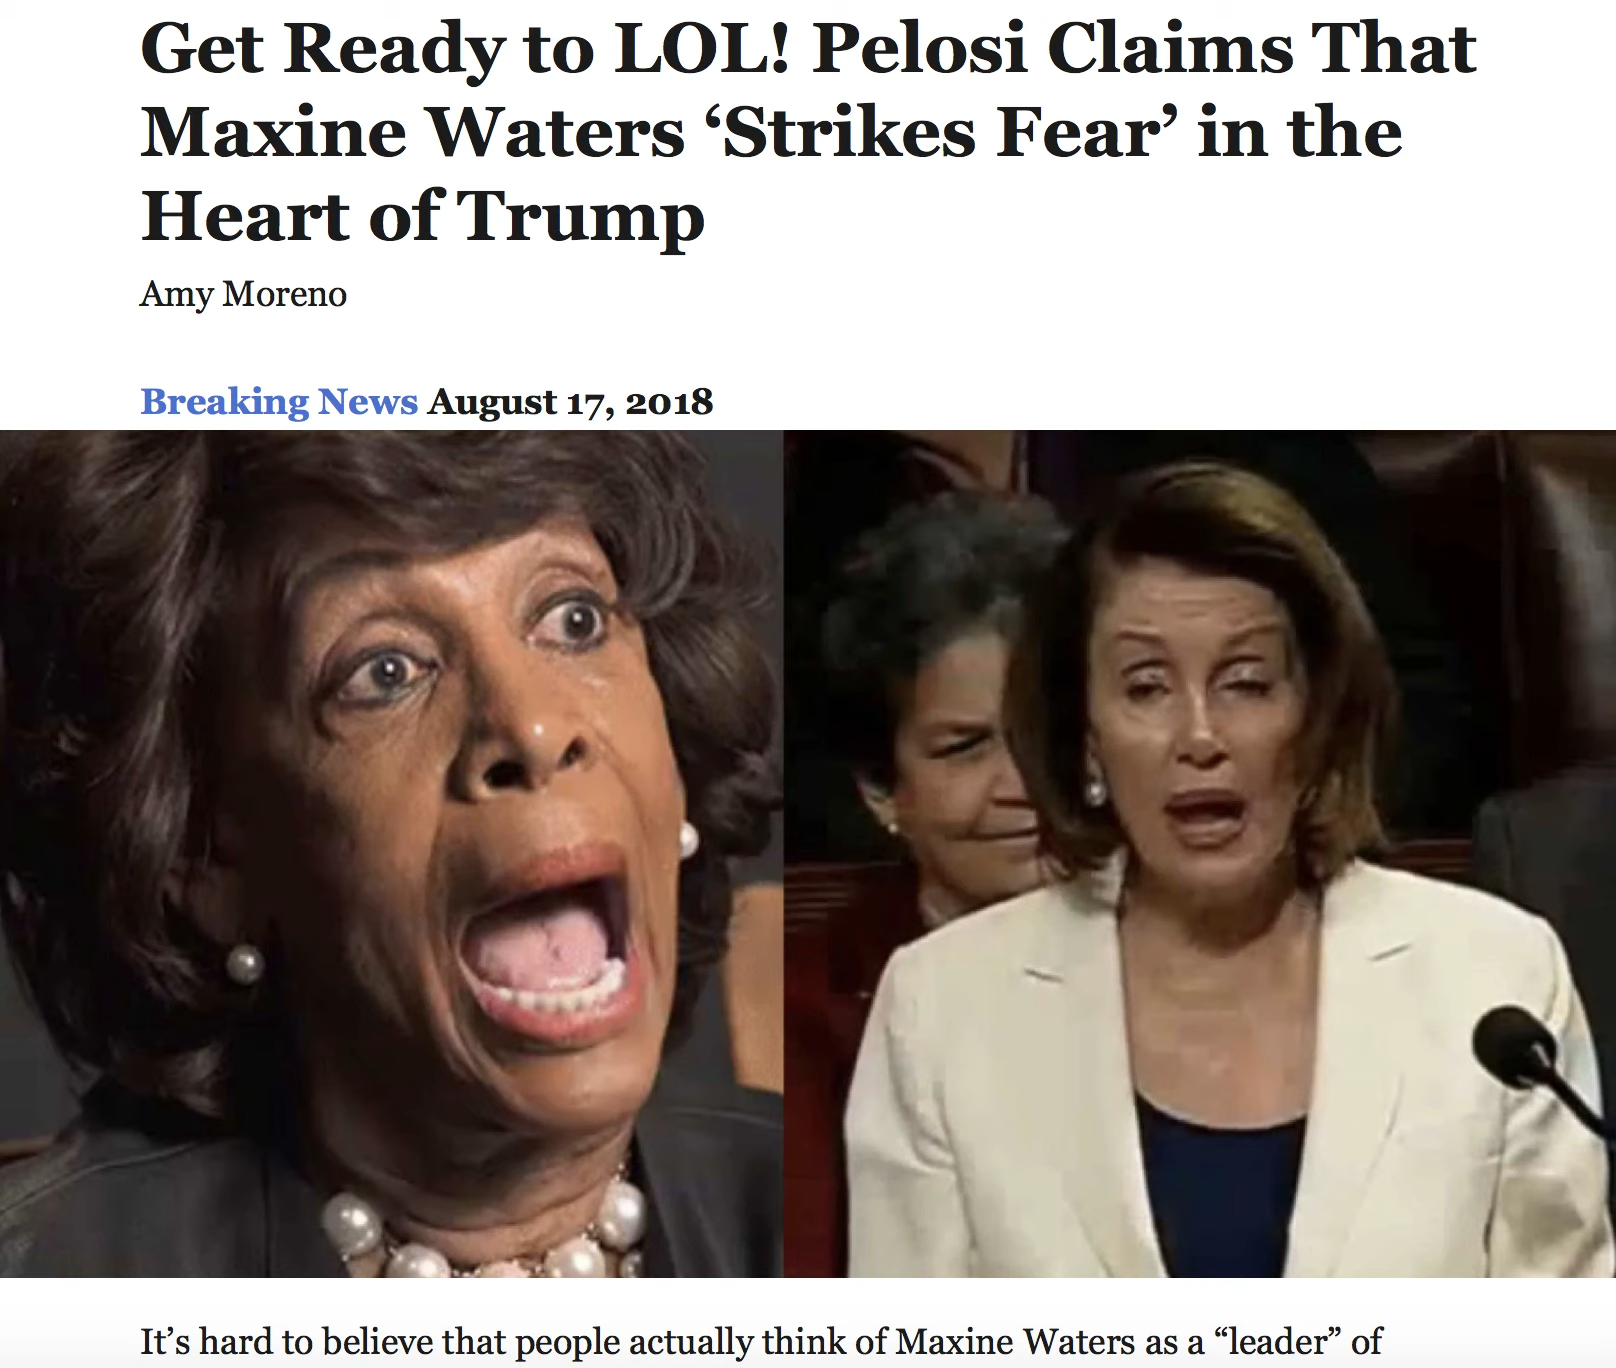 Get Ready to LOL! Pelosi Claims That
Maxine Waters ‘Strikes Fear’ in the
Heart of Trump
Amy Moreno
Breaking News August 17, 2018
It’s hard to believe that people actually think of Maxine Waters as a “leader” of